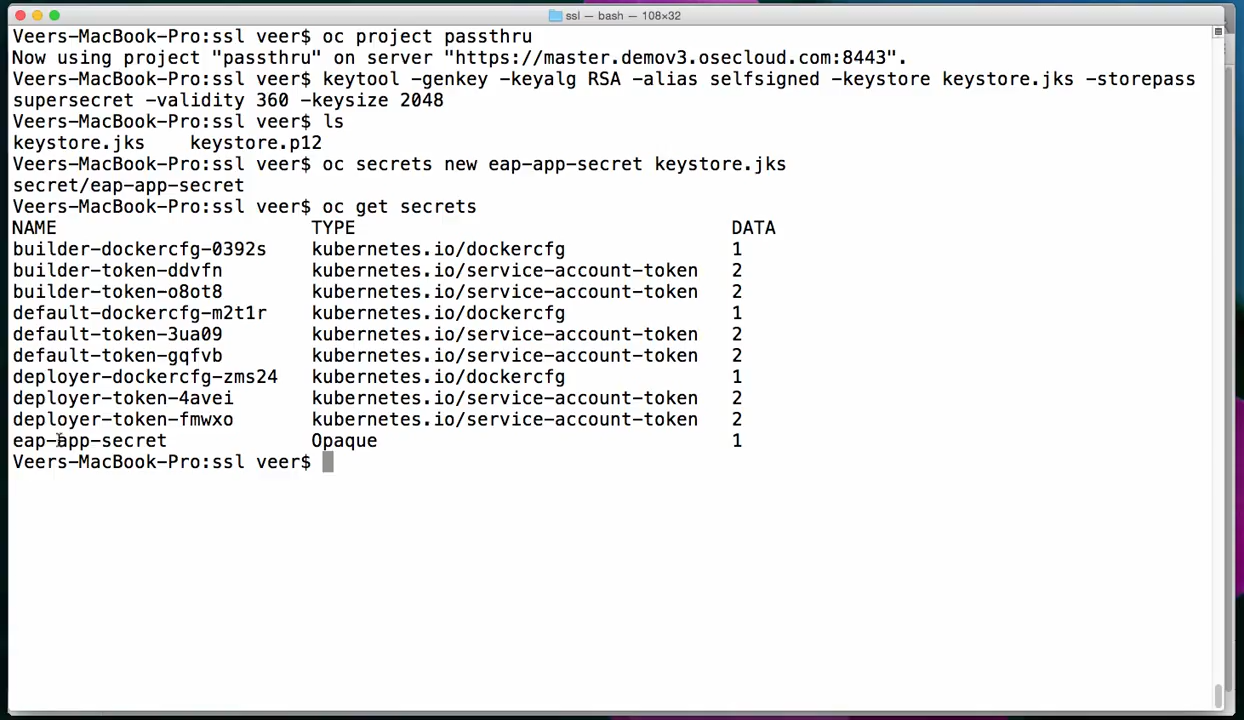 ssl — bash — 108×32
Veers-MacBook-Pro:ssl veer$ oc project passthru
Now using project "passthru" on server "https://master.demov3.osecloud.com:8443".
Veers-MacBook-Pro:ssl veer$ keytool -genkey -keyalg RSA -alias selfsigned -keystore keystore.jks -storepass
supersecret -validity 360 -keysize 2048
Veers-MacBook-Pro:ssl veer$ ls
keystore.jks    keystore.p12
Veers-MacBook-Pro:ssl veer$ oc secrets new eap-app-secret keystore.jks
secret/eap-app-secret
Veers-MacBook-Pro:ssl veer$ oc get secrets
NAME                       TYPE                                  DATA
builder-dockercfg-0392s    kubernetes.io/dockercfg               1
builder-token-ddvfn        kubernetes.io/service-account-token   2
builder-token-o8ot8        kubernetes.io/service-account-token   2
default-dockercfg-m2t1r    kubernetes.io/dockercfg               1
default-token-3ua09        kubernetes.io/service-account-token   2
default-token-gqfvb        kubernetes.io/service-account-token   2
deployer-dockercfg-zms24   kubernetes.io/dockercfg               1
deployer-token-4avei       kubernetes.io/service-account-token   2
deployer-token-fmwxo       kubernetes.io/service-account-token   2
eap-app-secret             Opaque                                1
Veers-MacBook-Pro:ssl veer$